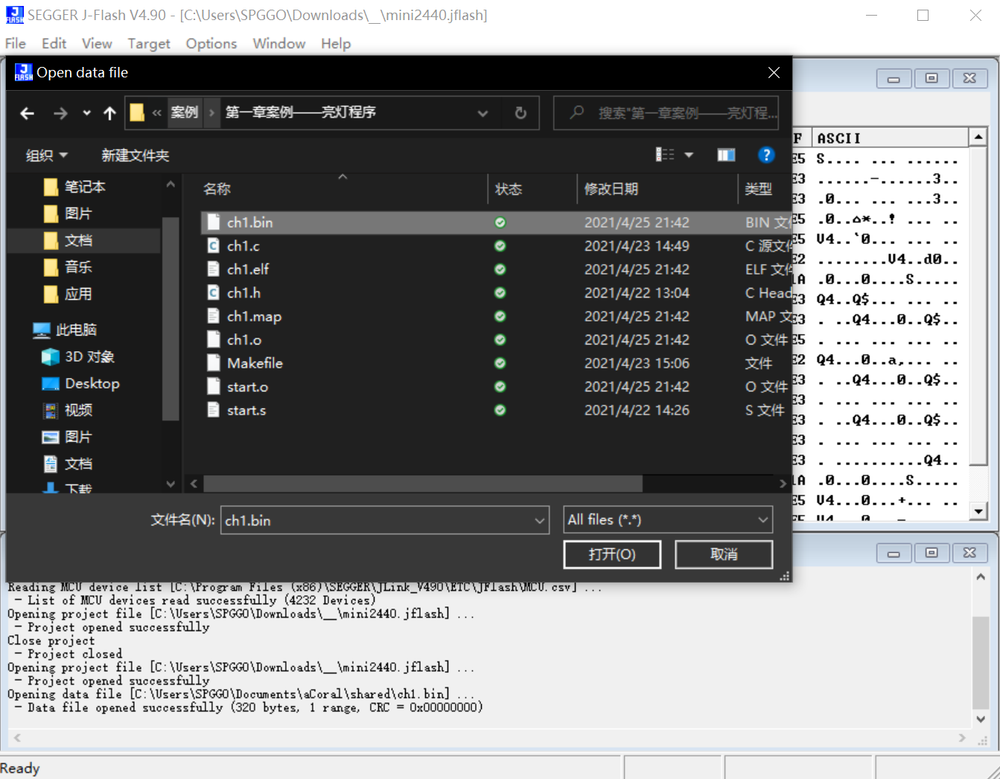 SEGGER J-Flash V4.90 - [C:\Users\SPGGO\Downloads\__\mini2440.jflash]
File Edit View Target Options Window Help
Open data file
« 案例 › 第一章案例——亮灯程序
搜索"第一章案例——亮灯程...
组织 新建文件夹
笔记本
图片
文档
音乐
应用
此电脑
3D 对象
Desktop
视频
图片
文档
下载
名称 状态 修改日期 类型
ch1.bin 2021/4/25 21:42 BIN 文件
ch1.c 2021/4/23 14:49 C 源文件
ch1.elf 2021/4/25 21:42 ELF 文件
ch1.h 2021/4/22 13:04 C Head
ch1.map 2021/4/25 21:42 MAP 文
ch1.o 2021/4/25 21:42 O 文件
Makefile 2021/4/23 15:06 文件
start.o 2021/4/25 21:42 O 文件
start.s 2021/4/22 14:26 S 文件
文件名(N): ch1.bin
All files (*.*)
打开(O) 取消
F ASCII
E5 S.... ... ......
E3 ......-......3..
E3 .0... ... ...3..
E5 V4..`0... ... ..
E2 ........V4..d0..
1A .0...0....S.....
E3 Q4..Q$... ... ..
E3 . ..Q4...0..Q$..
E5 . ... ... ... ..
E2 Q4...0..a,... ..
E3 . ..Q4...0..Q$..
E3 . ... ... ... ..
E3 . ..Q4...0..Q$..
E3 . ... ... ... ..
E3 . ..........Q4..
1A .0...0....S.....
E5 V4...0...+... ..
Reading MCU device list [C:\Program Files (x86)\SEGGER\JLink_V490\ETC\JFlash\MCU.csv] ...
- List of MCU devices read successfully (4232 Devices)
Opening project file [C:\Users\SPGGO\Downloads\__\mini2440.jflash] ...
- Project opened successfully
Close project
- Project closed
Opening project file [C:\Users\SPGGO\Downloads\__\mini2440.jflash] ...
- Project opened successfully
Opening data file [C:\Users\SPGGO\Documents\aCoral\shared\ch1.bin] ...
- Data file opened successfully (320 bytes, 1 range, CRC = 0x00000000)
Ready